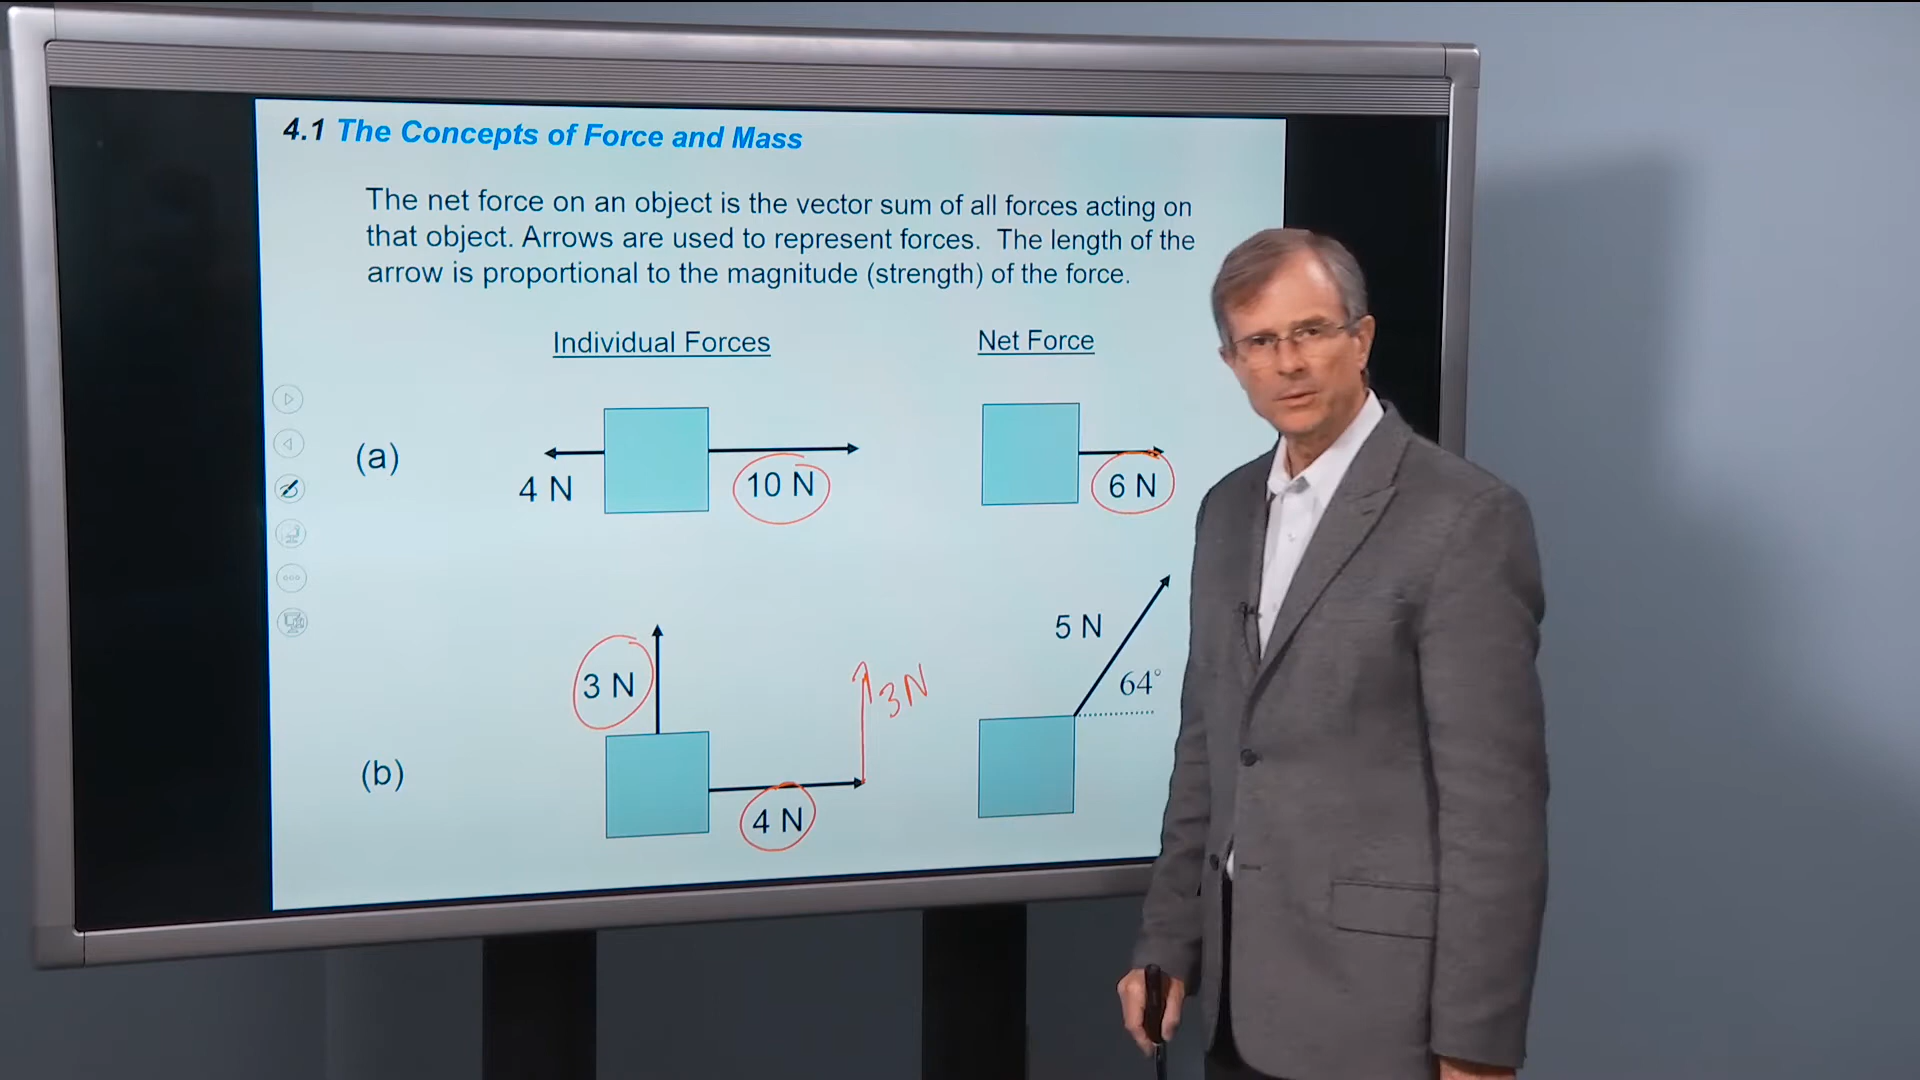 4.1 The Concepts of Force and Mass
The net force on an object is the vector sum of all forces acting on
that object. Arrows are used to represent forces. The length of the
arrow is proportional to the magnitude (strength) of the force.
Individual Forces
Net Force
(a)
4 N
10 N
6 N
(b)
3 N
4 N
3N
5 N
64°